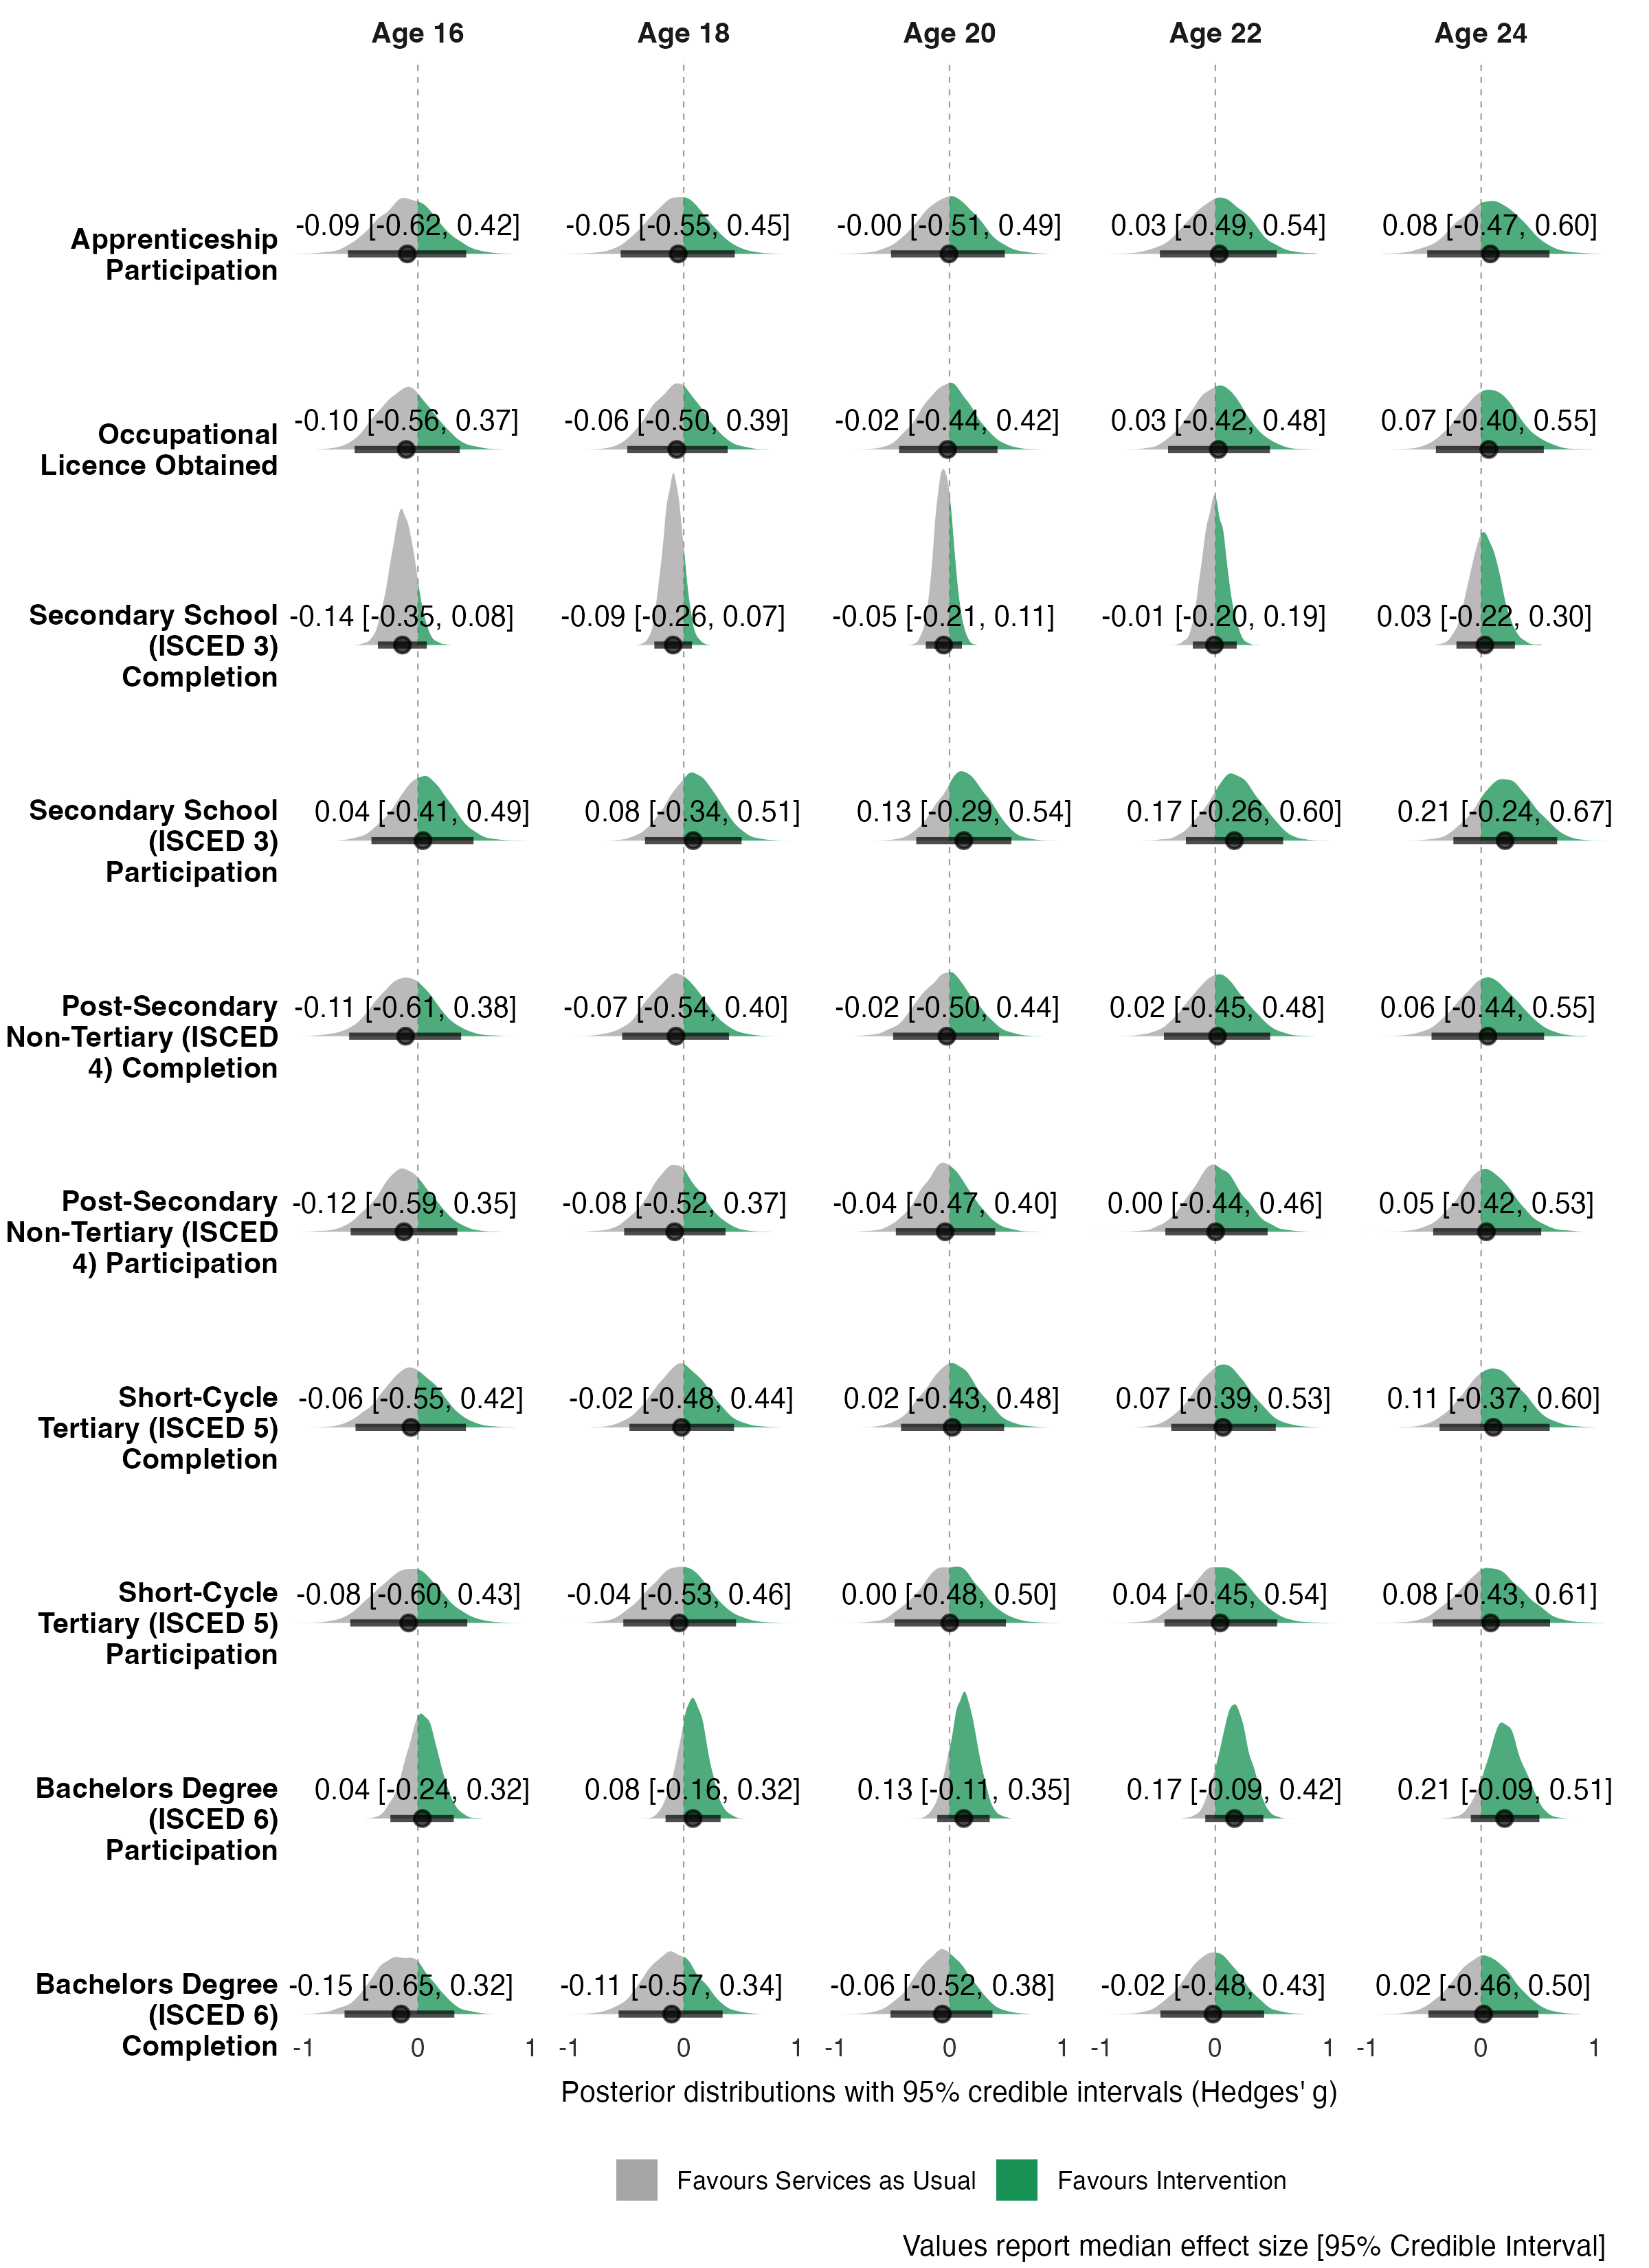 Age 16 Age 18 Age 20 Age 22 Age 24
-0.09 [-0.62, 0.42] -0.05 [-0.55, 0.45] -0.00 [-0.51, 0.49] 0.03 [-0.49, 0.54] 0.08 [-0.47, 0.60]
Apprenticeship
Participation
-0.10 [-0.56, 0.37] -0.06 [-0.50, 0.39] -0.02 [-0.44, 0.42] 0.03 [-0.42, 0.48] 0.07 [-0.40, 0.55]
Occupational
Licence Obtained
Secondary School -0.14 [-0.35, 0.08] -0.09 [-0.26, 0.07] -0.05 [-0.21, 0.11] -0.01 [-0.20, 0.19] 0.03 [-0.22, 0.30]
(ISCED 3)
Completion
Secondary School 0.04 [-0.41, 0.49] 0.08 [-0.34, 0.51] 0.13 [-0.29, 0.54] 0.17 [-0.26, 0.60] 0.21 [-0.24, 0.67]
(ISCED 3)
Participation
Post-Secondary -0.11 [-0.61, 0.38] -0.07 [-0.54, 0.40] -0.02 [-0.50, 0.44] 0.02 [-0.45, 0.48] 0.06 [-0.44, 0.55]
Non-Tertiary (ISCED
4) Completion
Post-Secondary -0.12 [-0.59, 0.35] -0.08 [-0.52, 0.37] -0.04 [-0.47, 0.40] 0.00 [-0.44, 0.46] 0.05 [-0.42, 0.53]
Non-Tertiary (ISCED
4) Participation
Short-Cycle -0.06 [-0.55, 0.42] -0.02 [-0.48, 0.44] 0.02 [-0.43, 0.48] 0.07 [-0.39, 0.53] 0.11 [-0.37, 0.60]
Tertiary (ISCED 5)
Completion
Short-Cycle -0.08 [-0.60, 0.43] -0.04 [-0.53, 0.46] 0.00 [-0.48, 0.50] 0.04 [-0.45, 0.54] 0.08 [-0.43, 0.61]
Tertiary (ISCED 5)
Participation
Bachelors Degree 0.04 [-0.24, 0.32] 0.08 [-0.16, 0.32] 0.13 [-0.11, 0.35] 0.17 [-0.09, 0.42] 0.21 [-0.09, 0.51]
(ISCED 6)
Participation
Bachelors Degree -0.15 [-0.65, 0.32] -0.11 [-0.57, 0.34] -0.06 [-0.52, 0.38] -0.02 [-0.48, 0.43] 0.02 [-0.46, 0.50]
(ISCED 6)
Completion
-1 0 1 -1 0 1 -1 0 1 -1 0 1 -1 0 1
Posterior distributions with 95% credible intervals (Hedges' g)
Favours Services as Usual Favours Intervention
Values report median effect size [95% Credible Interval]